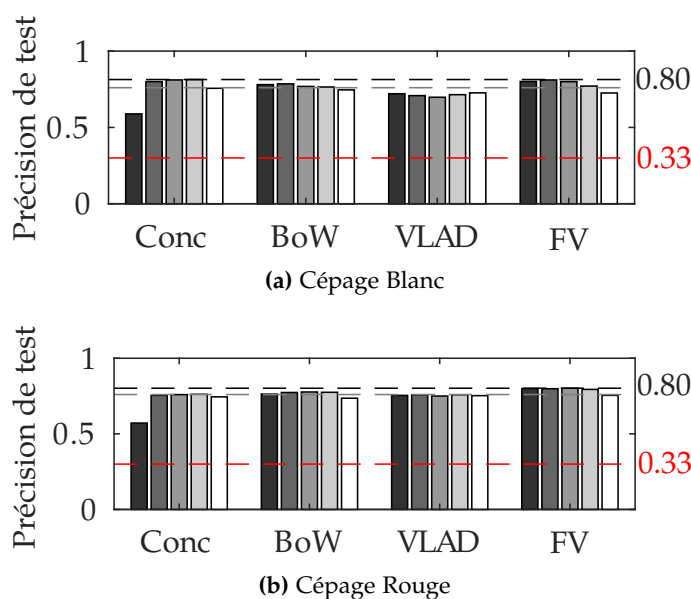 Précision de test
1
0.5
0
0.80
0.33
Conc BoW VLAD FV
(a) Cépage Blanc
Précision de test
1
0.5
0
0.80
0.33
Conc BoW VLAD FV
(b) Cépage Rouge